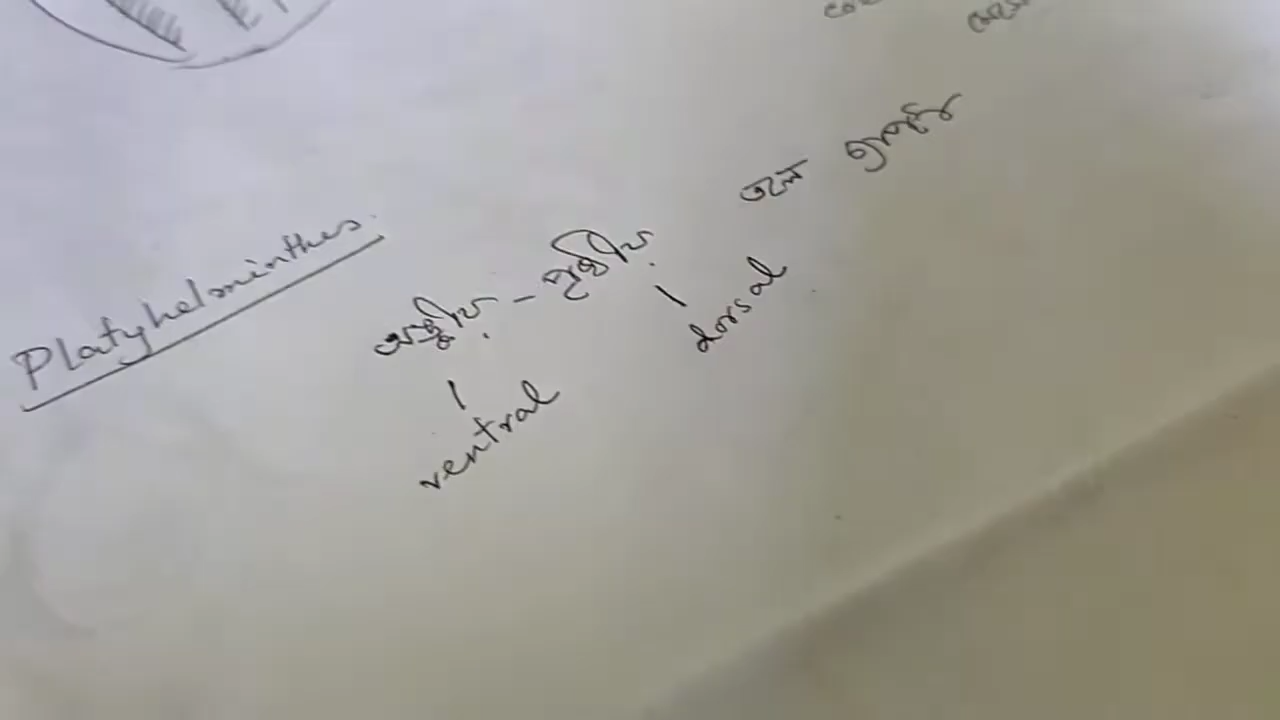 Platyhelminthes.
অঙ্কীয় - পৃষ্ঠীয় তল
ventral dorsal